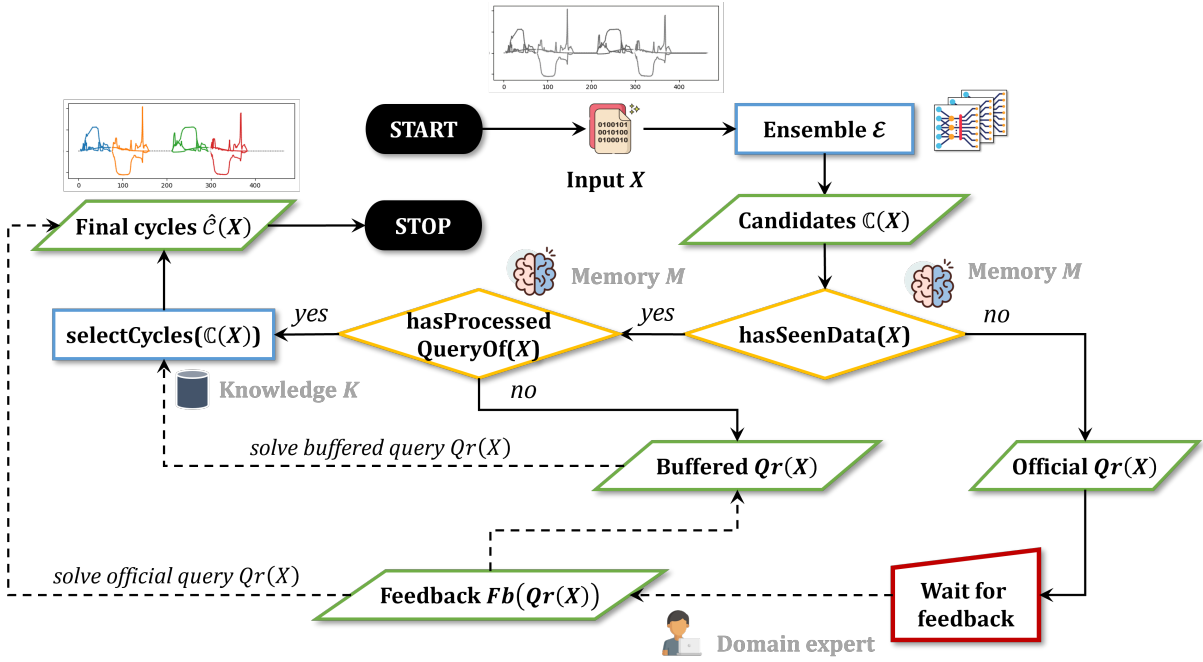 0 100 200 300 400
0 100 200 300 400
START
0100101
0010100
0100010
Input X
Ensemble ℰ
Final cycles Ĉ(X)
STOP
Candidates ℂ(X)
Memory M
Memory M
selectCycles(ℂ(X))
yes
hasProcessed
QueryOf(X)
yes
hasSeenData(X)
no
Knowledge K
no
solve buffered query Qr(X)
Buffered Qr(X)
Official Qr(X)
solve official query Qr(X)
Feedback Fb(Qr(X))
Wait for
feedback
Domain expert